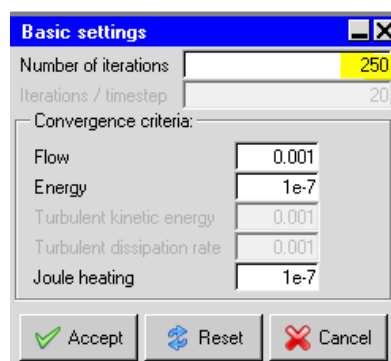 Basic settings
Number of iterations 250
Iterations / timestep 20
Convergence criteria:
Flow 0.001
Energy 1e-7
Turbulent kinetic energy 0.001
Turbulent dissipation rate 0.001
Joule heating 1e-7
Accept Reset Cancel